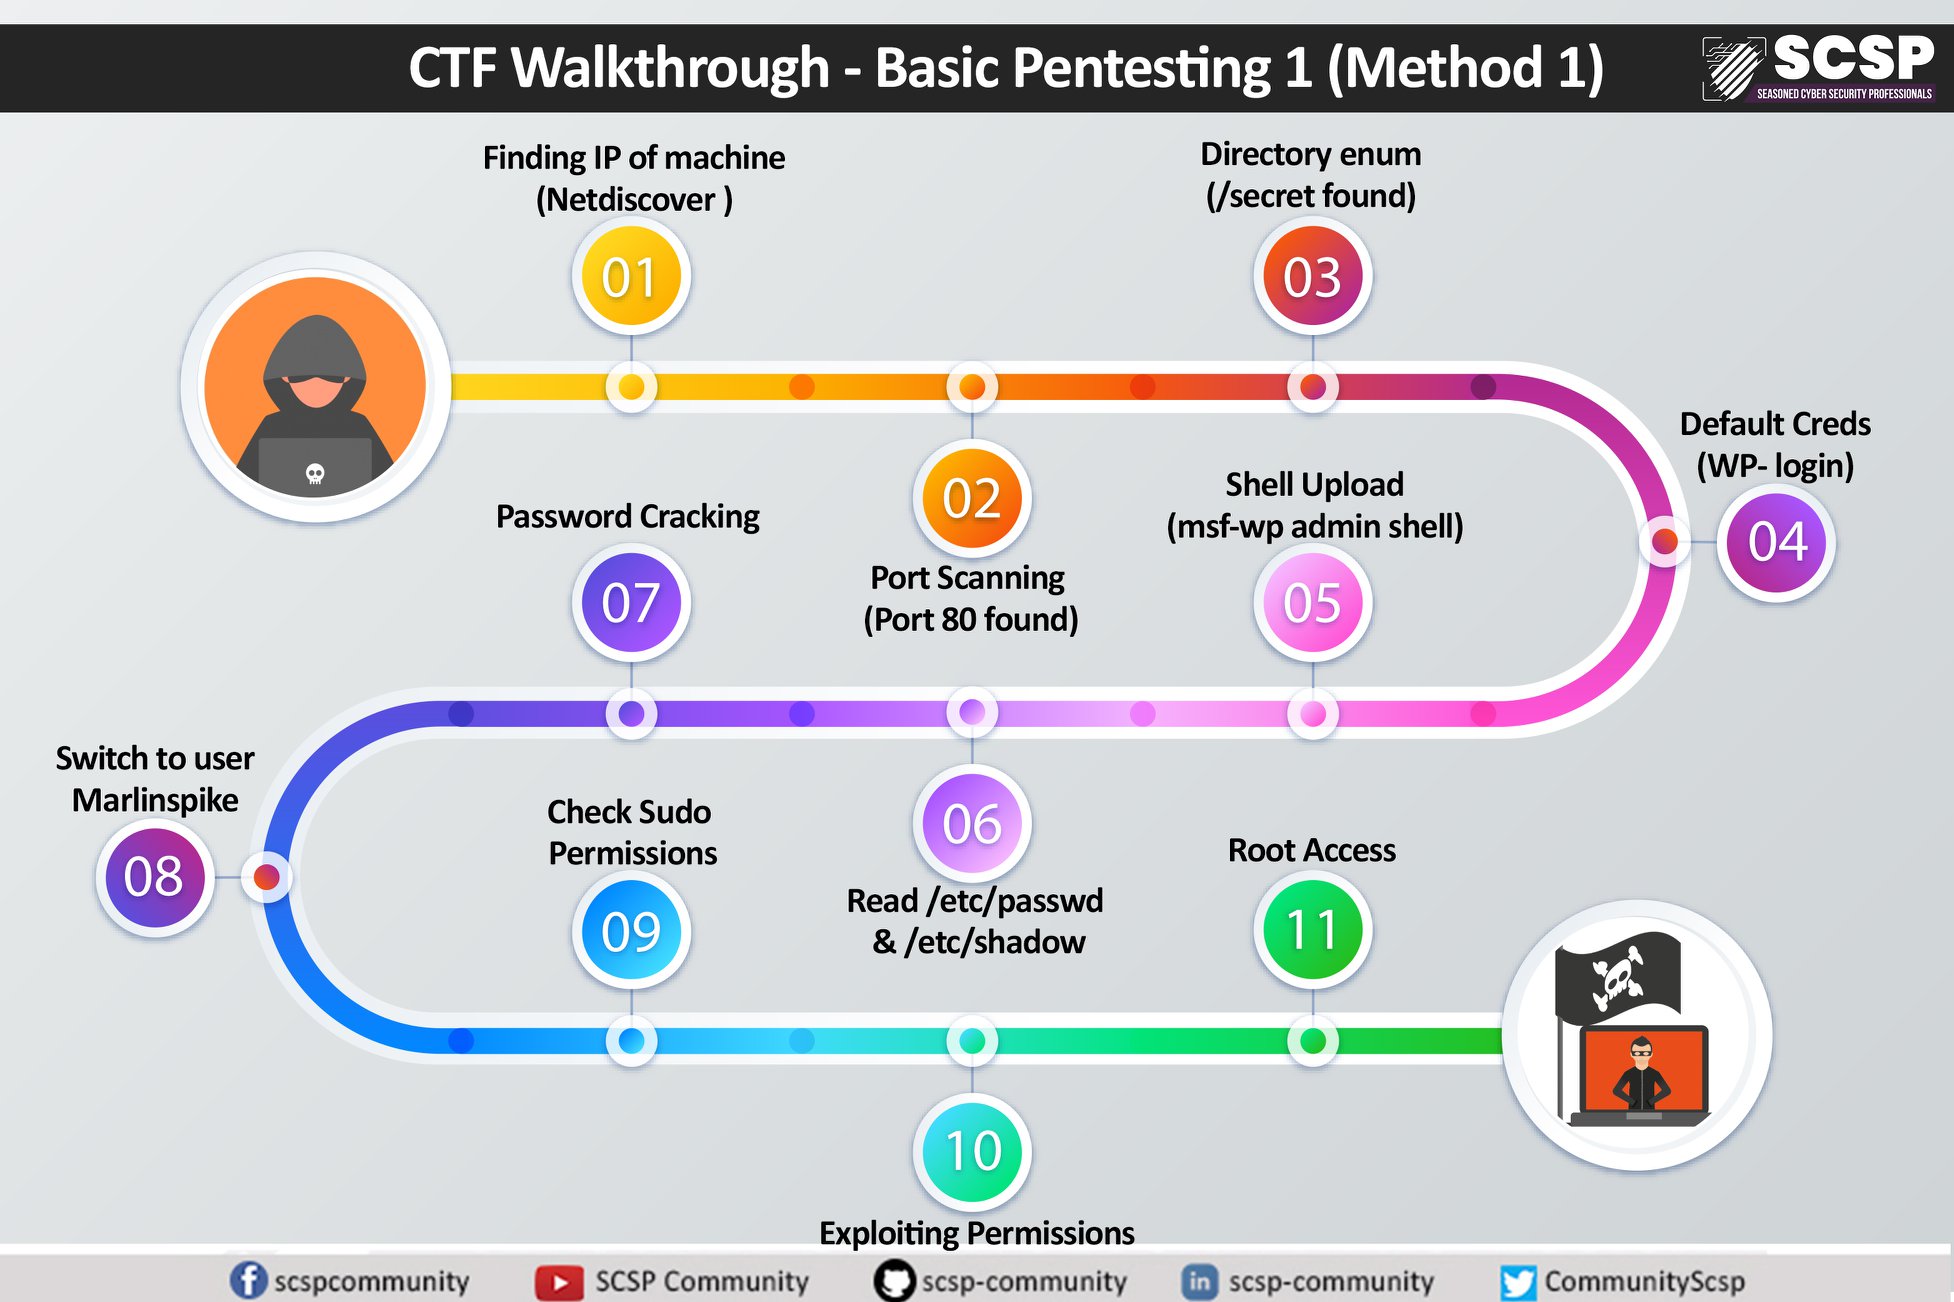 CTF Walkthrough - Basic Pentesting 1 (Method 1)
SCSP
SEASONED CYBER SECURITY PROFESSIONALS
Finding IP of machine
(Netdiscover )
01
02
Port Scanning
(Port 80 found)
Directory enum
(/secret found)
03
Default Creds
(WP- login)
04
Shell Upload
(msf-wp admin shell)
05
06
Read /etc/passwd
& /etc/shadow
Password Cracking
07
Switch to user
Marlinspike
08
Check Sudo
Permissions
09
10
Exploiting Permissions
Root Access
11
scspcommunity
SCSP Community
scsp-community
in scsp-community
CommunityScsp